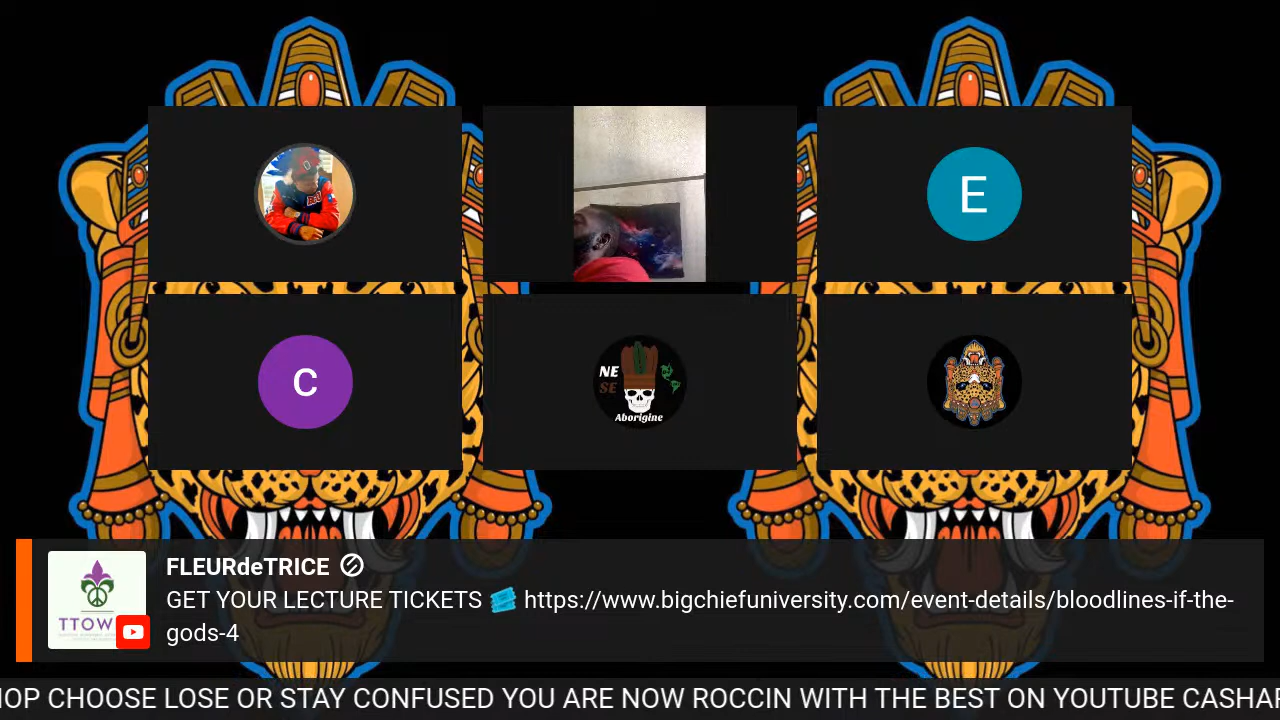 E
C
NE
SE
Aborigine
FLEURdeTRICE
GET YOUR LECTURE TICKETS 🎟️ https://www.bigchiefuniversity.com/event-details/bloodlines-if-the-
gods-4
TTOW
HOP CHOOSE LOSE OR STAY CONFUSED YOU ARE NOW ROCCIN WITH THE BEST ON YOUTUBE CASHAP